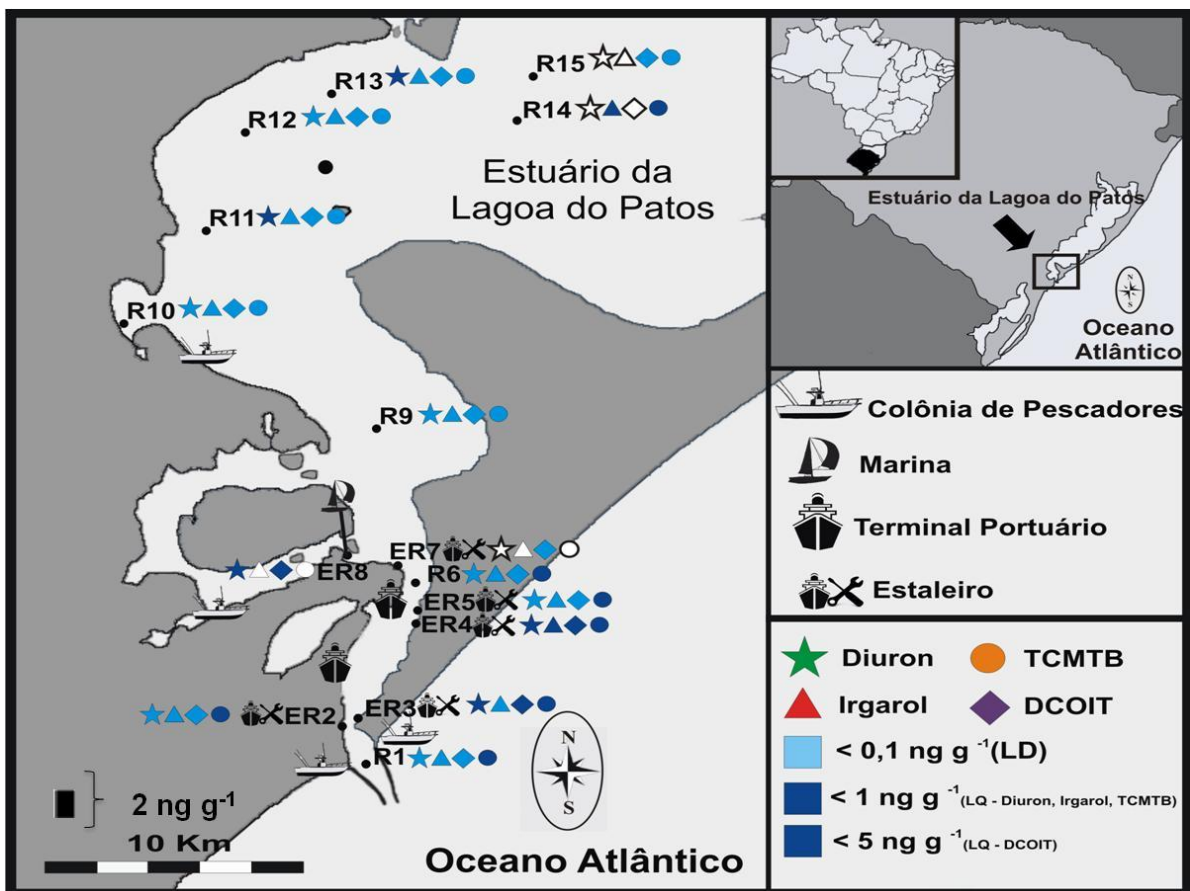 R15
R13
R14
R12
Estuário da
Lagoa do Patos
R11
R10
R9
ER7
ER8
R6
ER5
ER4
ER2
ER3
R1
2 ng g-1
10 Km
Oceano Atlântico
N
S
Estuário da Lagoa do Patos
N
S
Oceano
Atlântico
Colônia de Pescadores
Marina
Terminal Portuário
Estaleiro
Diuron
TCMTB
Irgarol
DCOIT
< 0,1 ng g -1 (LD)
< 1 ng g -1 (LQ - Diuron, Irgarol, TCMTB)
< 5 ng g -1 (LQ - DCOIT)